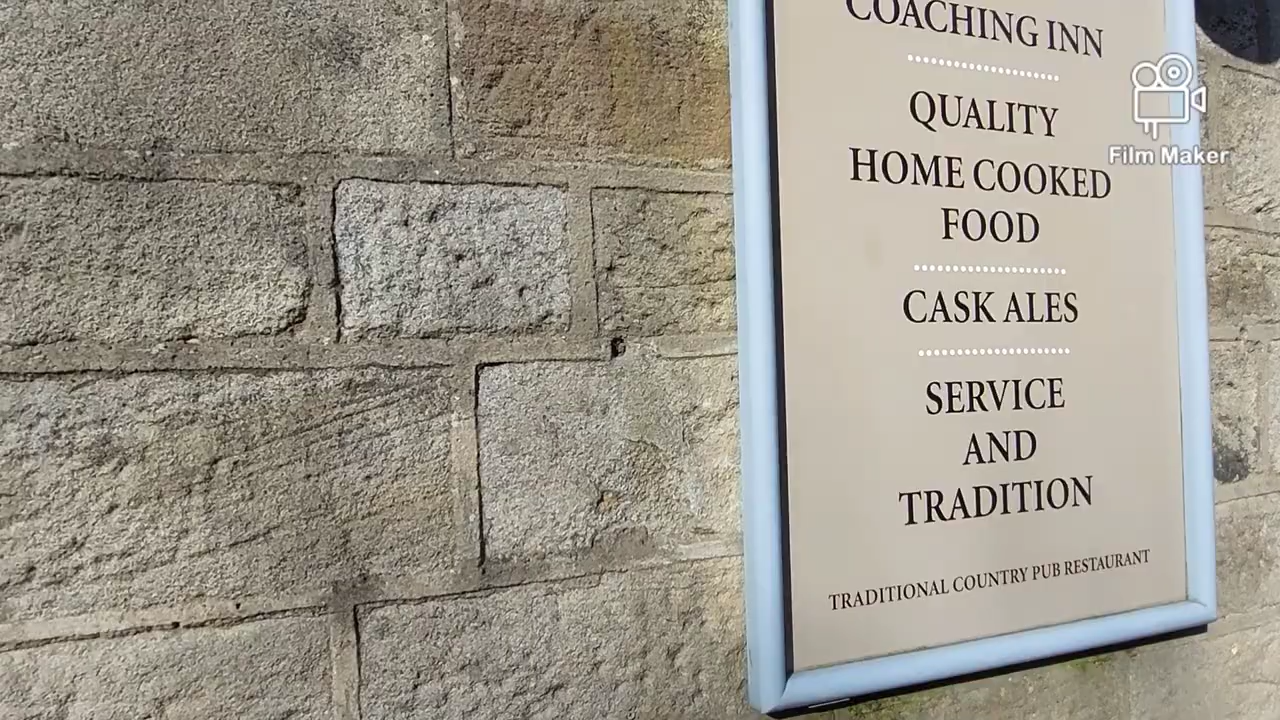 COACHING INN
QUALITY
HOME COOKED
FOOD
CASK ALES
SERVICE
AND
TRADITION
TRADITIONAL COUNTRY PUB RESTAURANT
Film Maker